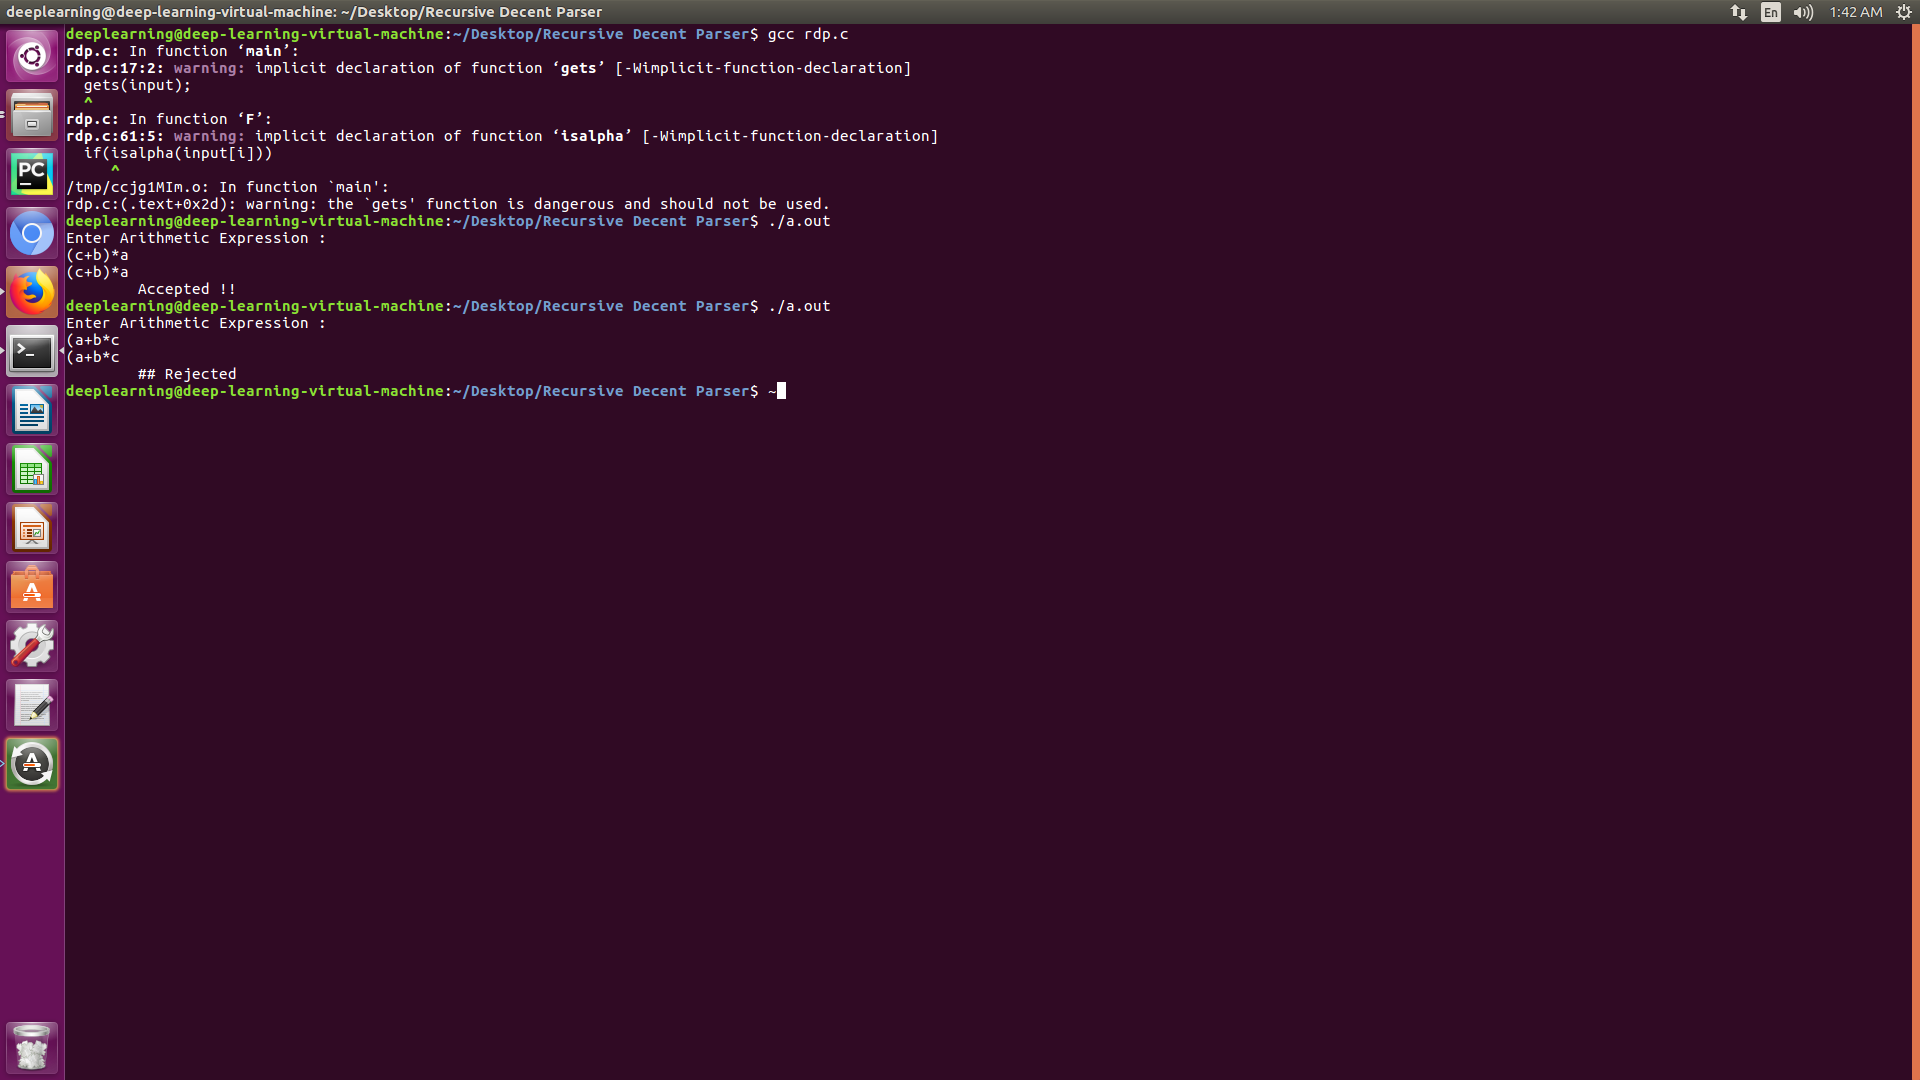 deeplearning@deep-learning-virtual-machine: ~/Desktop/Recursive Decent Parser
En
1:42 AM
deeplearning@deep-learning-virtual-machine:~/Desktop/Recursive Decent Parser$ gcc rdp.c
rdp.c: In function ‘main’:
rdp.c:17:2: warning: implicit declaration of function ‘gets’ [-Wimplicit-function-declaration]
  gets(input);
  ^
rdp.c: In function ‘F’:
rdp.c:61:5: warning: implicit declaration of function ‘isalpha’ [-Wimplicit-function-declaration]
  if(isalpha(input[i]))
     ^
/tmp/ccjg1MIm.o: In function `main':
rdp.c:(.text+0x2d): warning: the `gets' function is dangerous and should not be used.
deeplearning@deep-learning-virtual-machine:~/Desktop/Recursive Decent Parser$ ./a.out
Enter Arithmetic Expression :
(c+b)*a
(c+b)*a
        Accepted !!
deeplearning@deep-learning-virtual-machine:~/Desktop/Recursive Decent Parser$ ./a.out
Enter Arithmetic Expression :
(a+b*c
(a+b*c
        ## Rejected
deeplearning@deep-learning-virtual-machine:~/Desktop/Recursive Decent Parser$ ~
PC